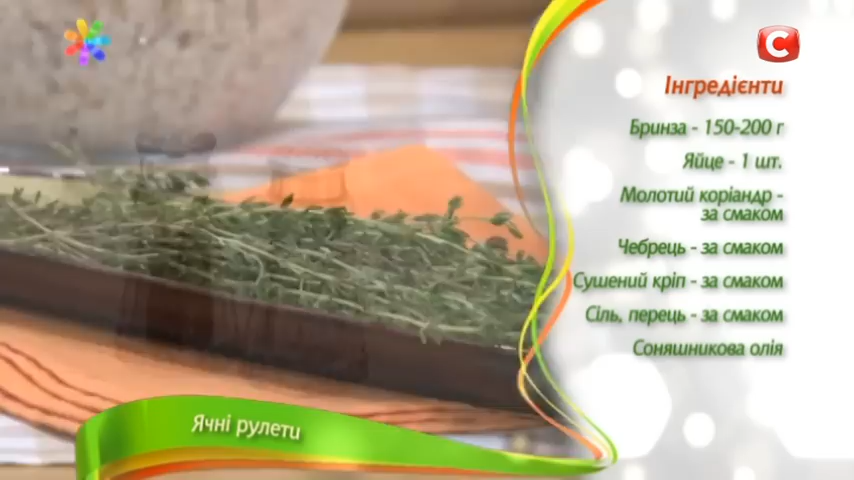 Інгредієнти
Бринза - 150-200 г
Яйце - 1 шт.
Молотий коріандр -
за смаком
Чебрець - за смаком
Сушений кріп - за смаком
Сіль, перець - за смаком
Соняшникова олія
Ячні рулети